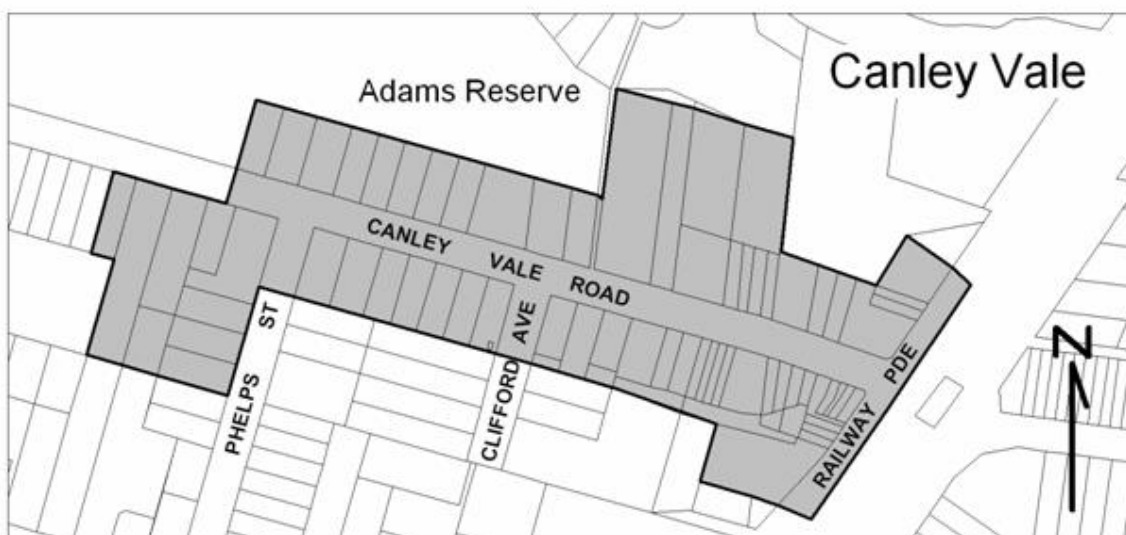 Canley Vale
Adams Reserve
CANLEY VALE ROAD
PHELPS ST
CLIFFORD AVE
RAILWAY PDE
N